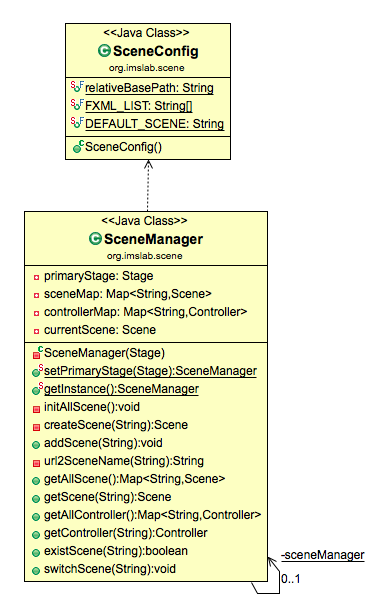 <<Java Class>>
SceneConfig
org.imslab.scene
relativeBasePath: String
FXML_LIST: String[]
DEFAULT_SCENE: String
SceneConfig()
<<Java Class>>
SceneManager
org.imslab.scene
primaryStage: Stage
sceneMap: Map<String,Scene>
controllerMap: Map<String,Controller>
currentScene: Scene
SceneManager(Stage)
setPrimaryStage(Stage):SceneManager
getInstance():SceneManager
initAllScene():void
createScene(String):Scene
addScene(String):void
url2SceneName(String):String
getAllScene():Map<String,Scene>
getScene(String):Scene
getAllController():Map<String,Controller>
getController(String):Controller
existScene(String):boolean
switchScene(String):void
-sceneManager
0..1